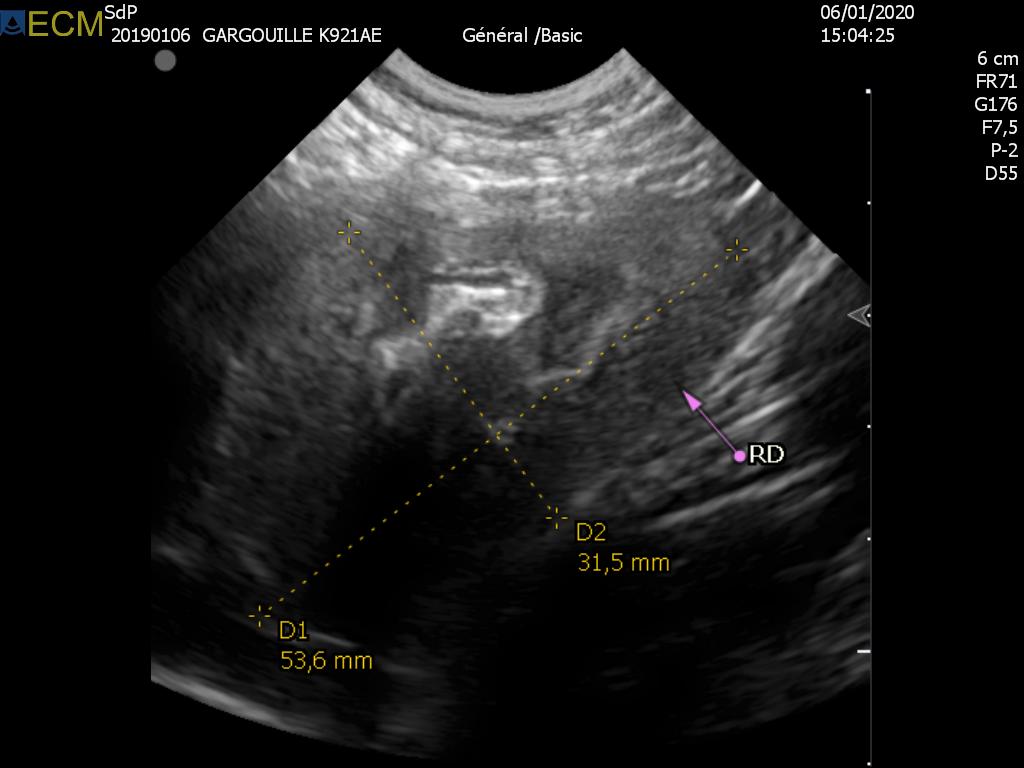 ECM
SdP
20190106 GARGOUILLE K921AE
Général /Basic
06/01/2020
15:04:25
6 cm
FR71
G176
F7,5
P-2
D55
RD
D2
31,5 mm
D1
53,6 mm